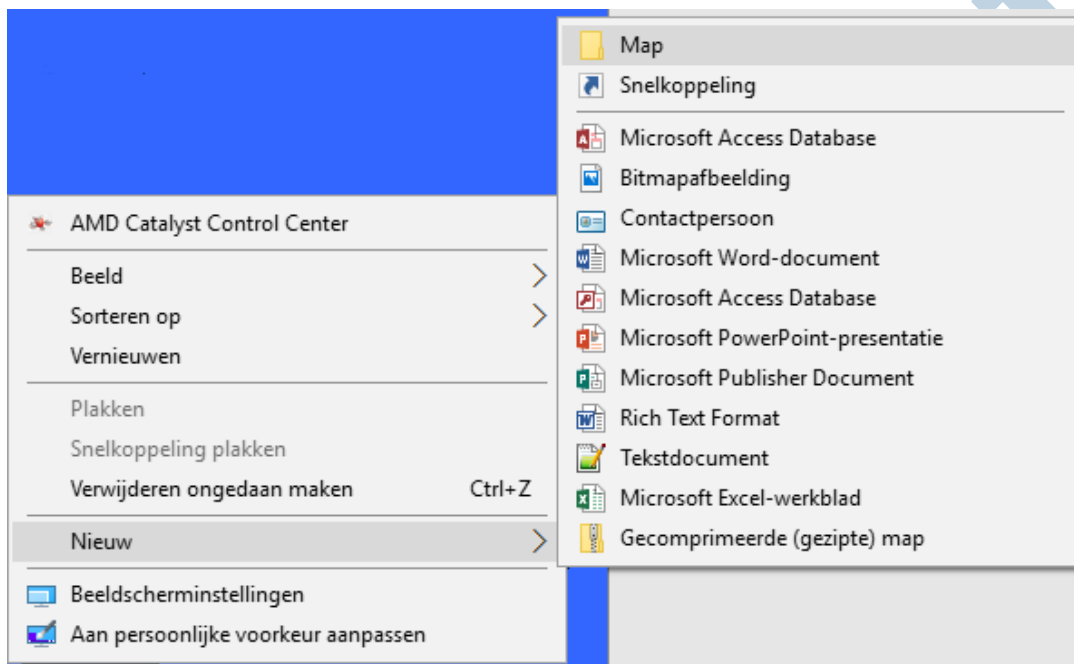 AMD Catalyst Control Center
Beeld
Sorteren op
Vernieuwen
Plakken
Snelkoppeling plakken
Verwijderen ongedaan maken Ctrl+Z
Nieuw
Beeldscherminstellingen
Aan persoonlijke voorkeur aanpassen
Map
Snelkoppeling
Microsoft Access Database
Bitmapafbeelding
Contactpersoon
Microsoft Word-document
Microsoft Access Database
Microsoft PowerPoint-presentatie
Microsoft Publisher Document
Rich Text Format
Tekstdocument
Microsoft Excel-werkblad
Gecomprimeerde (gezipte) map